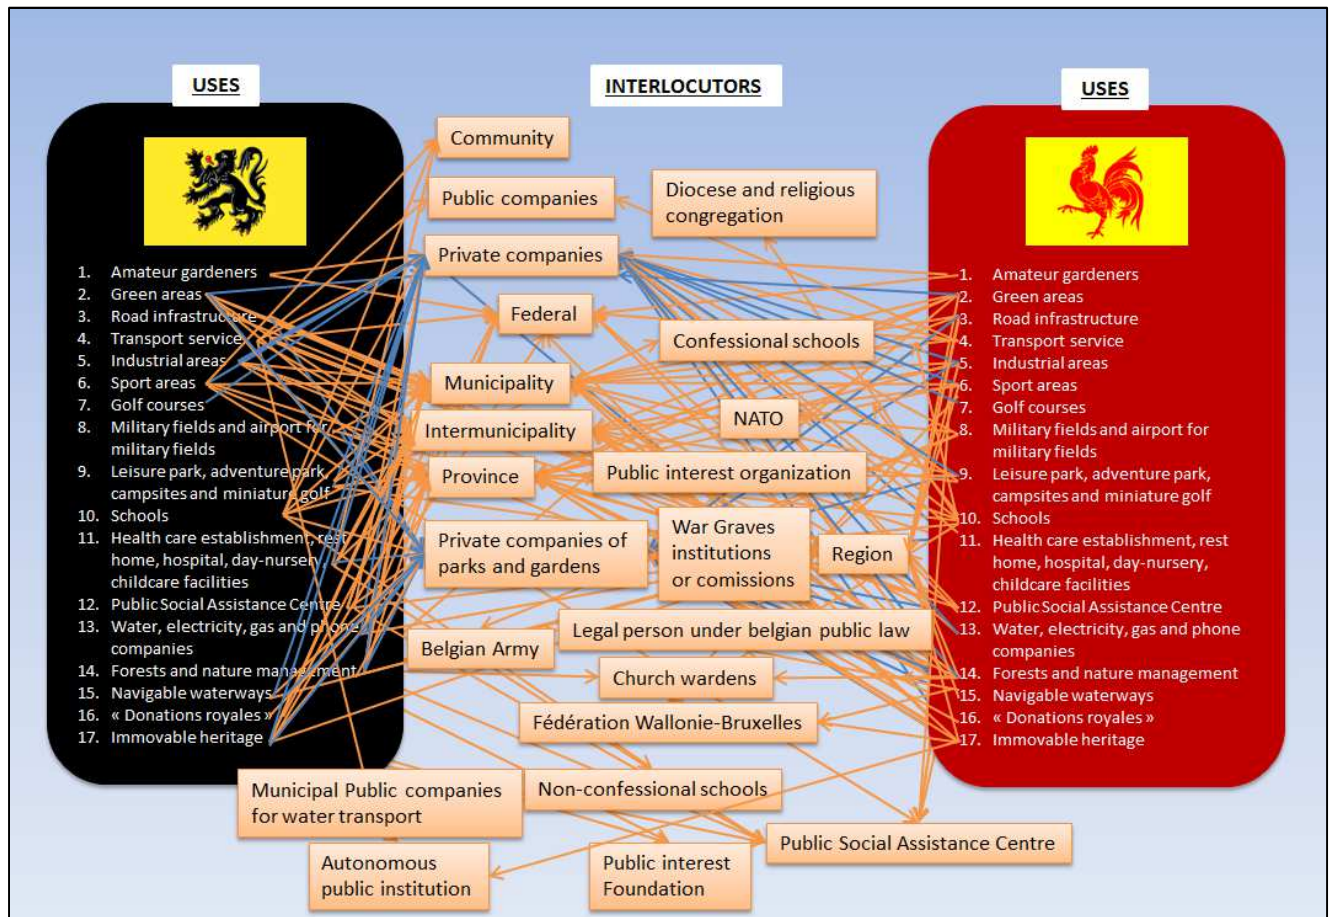 USES
1. Amateur gardeners
2. Green areas
3. Road infrastructure
4. Transport service
5. Industrial areas
6. Sport areas
7. Golf courses
8. Military fields and airport for
military fields
9. Leisure park, adventure park,
campsites and miniature golf
10. Schools
11. Health care establishment, rest
home, hospital, day-nursery,
childcare facilities
12. Public Social Assistance Centre
13. Water, electricity, gas and phone
companies
14. Forests and nature management
15. Navigable waterways
16. « Donations royales »
17. Immovable heritage
INTERLOCUTORS
Community
Public companies
Diocese and religious
congregation
Private companies
Federal
Confessional schools
Municipality
NATO
Intermunicipality
Public interest organization
Province
Private companies of
parks and gardens
War Graves
institutions
or comissions
Region
Legal person under belgian public law
Belgian Army
Church wardens
Fédération Wallonie-Bruxelles
Municipal Public companies
for water transport
Non-confessional schools
Public Social Assistance Centre
Autonomous
public institution
Public interest
Foundation
USES
1. Amateur gardeners
2. Green areas
3. Road infrastructure
4. Transport service
5. Industrial areas
6. Sport areas
7. Golf courses
8. Military fields and airport for
military fields
9. Leisure park, adventure park,
campsites and miniature golf
10. Schools
11. Health care establishment, rest
home, hospital, day-nursery,
childcare facilities
12. Public Social Assistance Centre
13. Water, electricity, gas and phone
companies
14. Forests and nature management
15. Navigable waterways
16. « Donations royales »
17. Immovable heritage